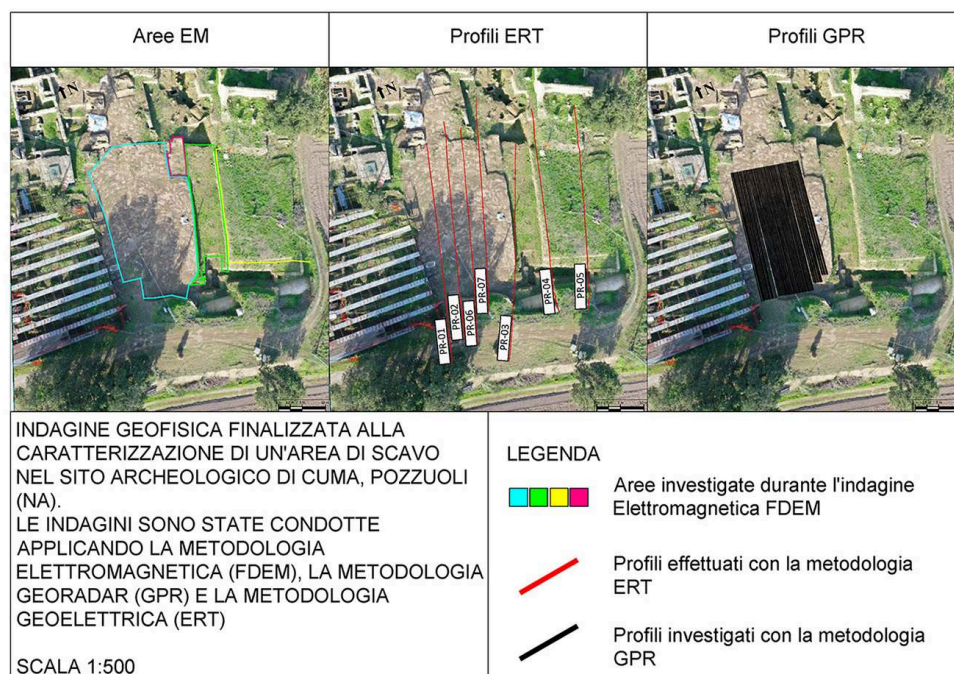 Aree EM
Profili ERT
Profili GPR
N
N
N
PR-01
PR-02
PR-06
PR-07
PR-03
PR-04
PR-05
INDAGINE GEOFISICA FINALIZZATA ALLA
CARATTERIZZAZIONE DI UN'AREA DI SCAVO
NEL SITO ARCHEOLOGICO DI CUMA, POZZUOLI
(NA).
LE INDAGINI SONO STATE CONDOTTE
APPLICANDO LA METODOLOGIA
ELETTROMAGNETICA (FDEM), LA METODOLOGIA
GEORADAR (GPR) E LA METODOLOGIA
GEOELETTRICA (ERT)
SCALA 1:500
LEGENDA
Aree investigate durante l'indagine
Elettromagnetica FDEM
Profili effettuati con la metodologia
ERT
Profili investigati con la metodologia
GPR